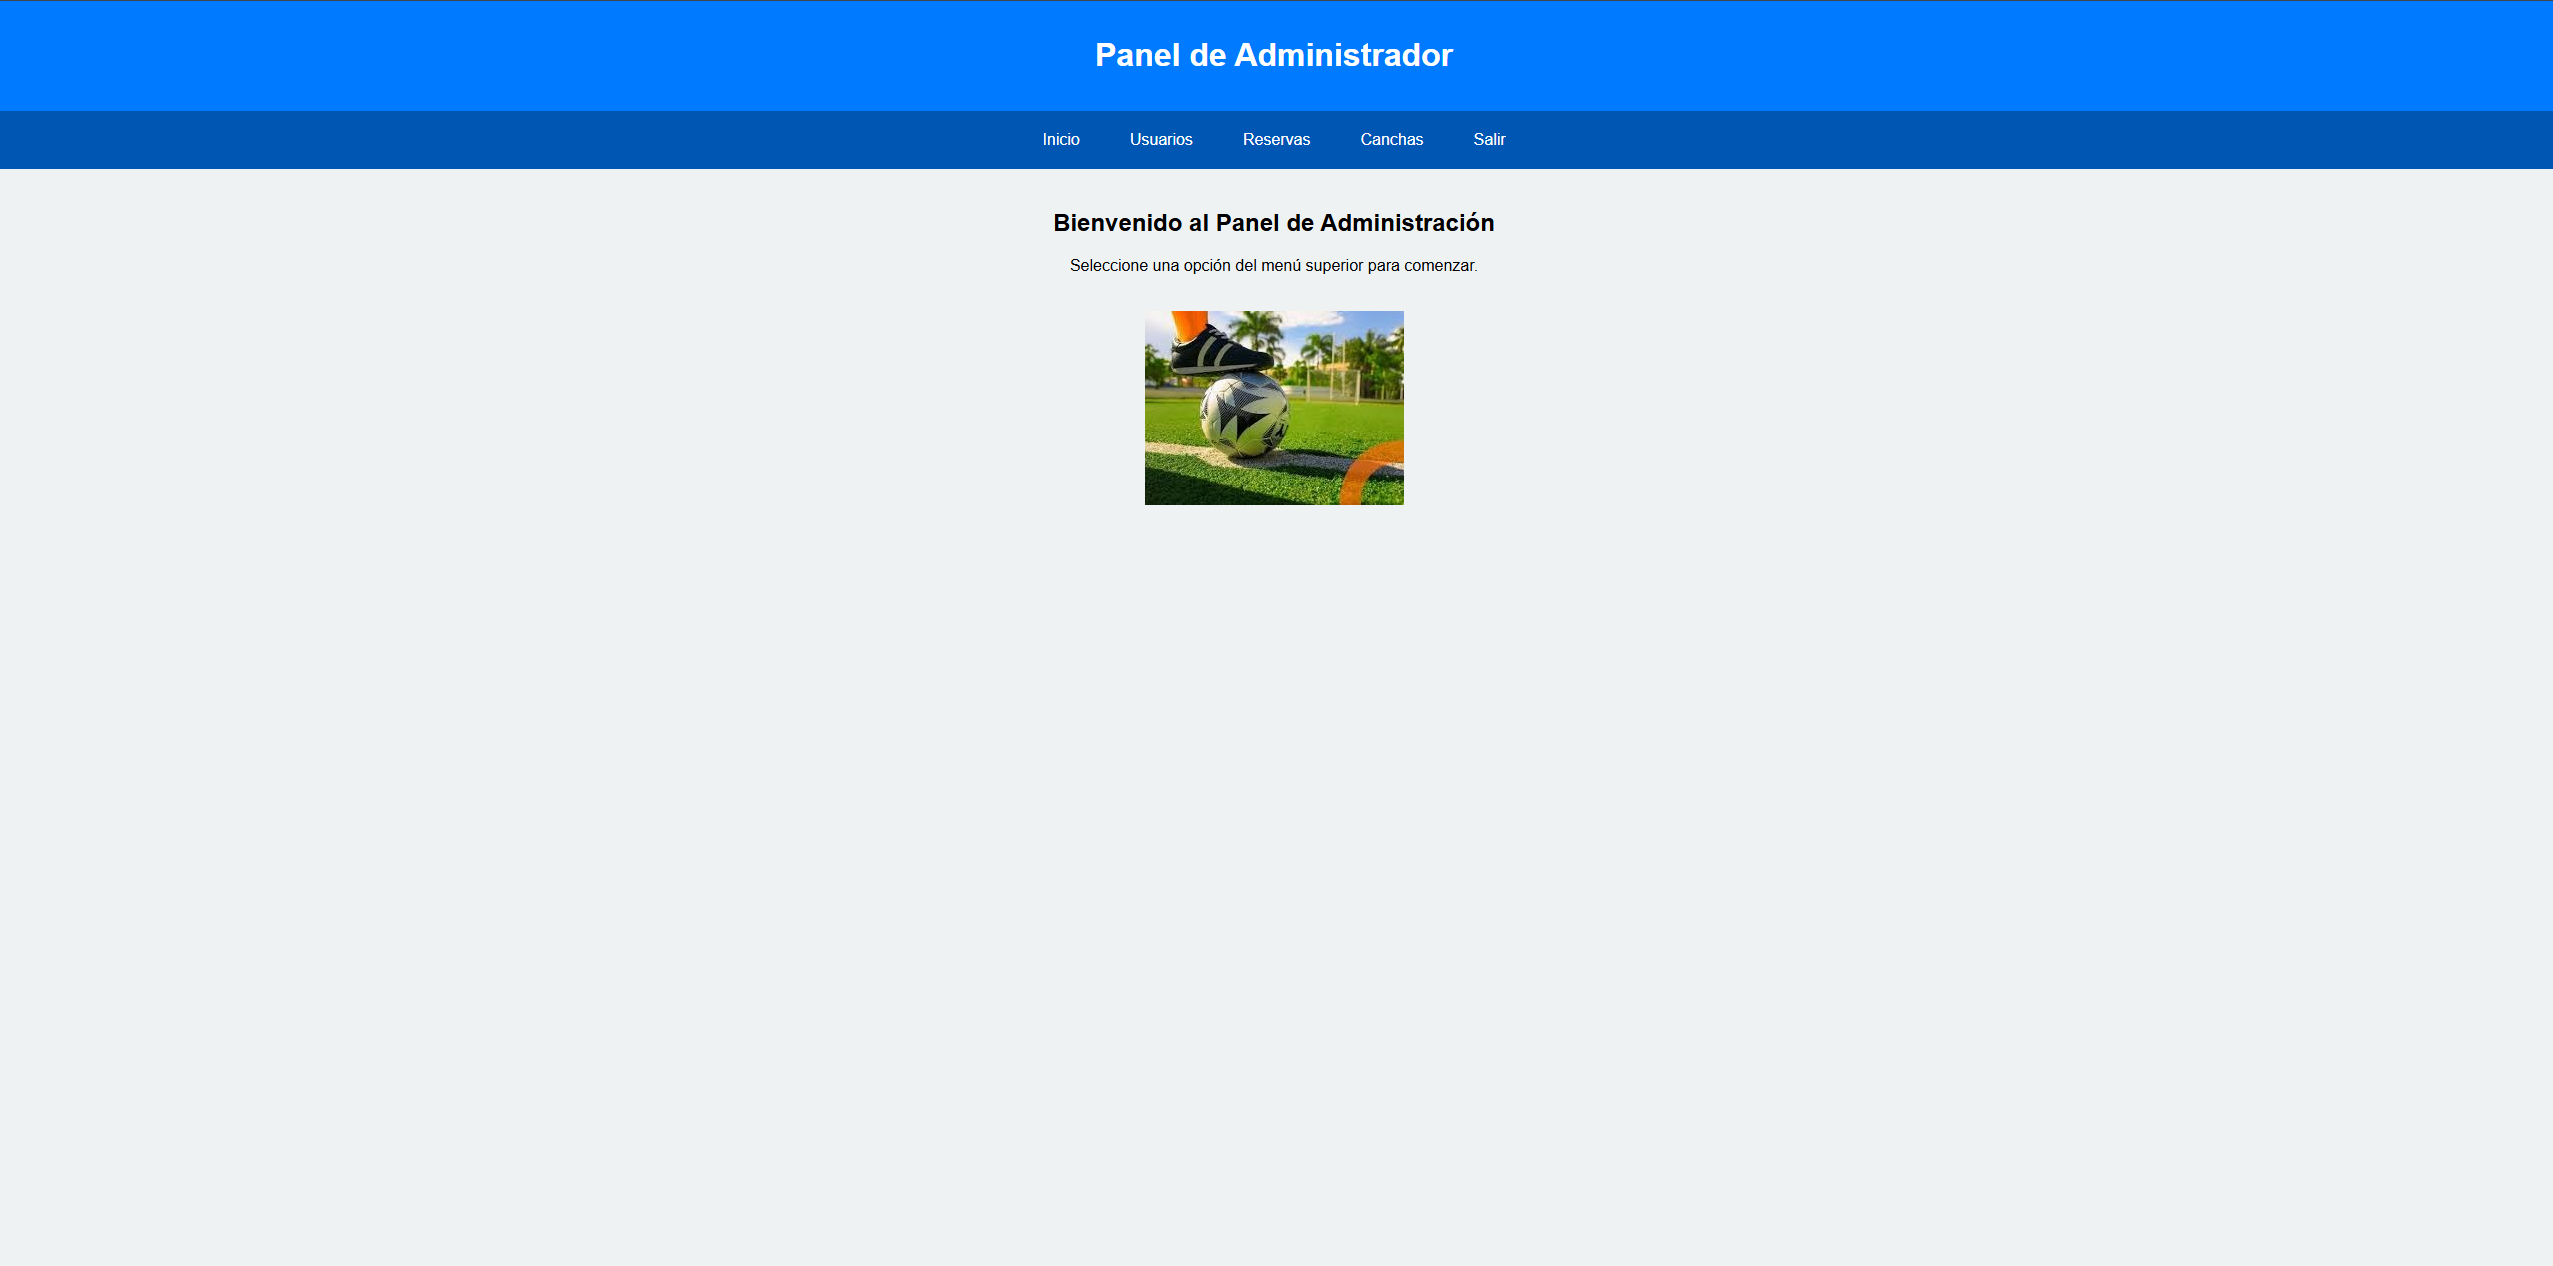 Panel de Administrador
Inicio Usuarios Reservas Canchas Salir
Bienvenido al Panel de Administración
Seleccione una opción del menú superior para comenzar.